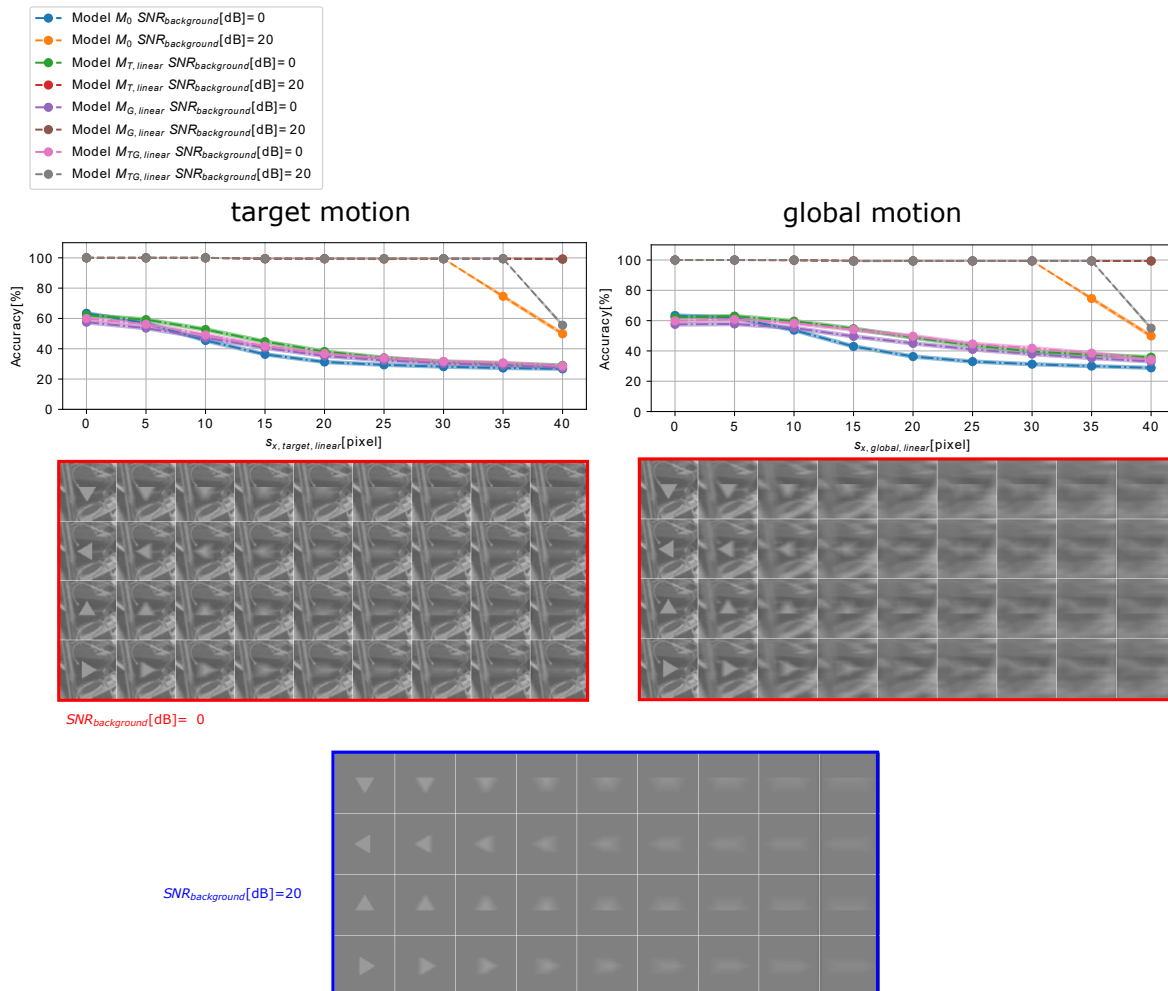 Model M0 SNRbackground[dB]= 0
Model M0 SNRbackground[dB]= 20
Model MT, linear SNRbackground[dB]= 0
Model MT, linear SNRbackground[dB]= 20
Model MG, linear SNRbackground[dB]= 0
Model MG, linear SNRbackground[dB]= 20
Model MTG, linear SNRbackground[dB]= 0
Model MTG, linear SNRbackground[dB]= 20
target motion
global motion
Accuracy[%]
100
80
60
40
20
0
0 5 10 15 20 25 30 35 40
sx, target, linear[pixel]
Accuracy[%]
100
80
60
40
20
0
0 5 10 15 20 25 30 35 40
sx, global, linear[pixel]
SNRbackground[dB]= 0
SNRbackground[dB]=20